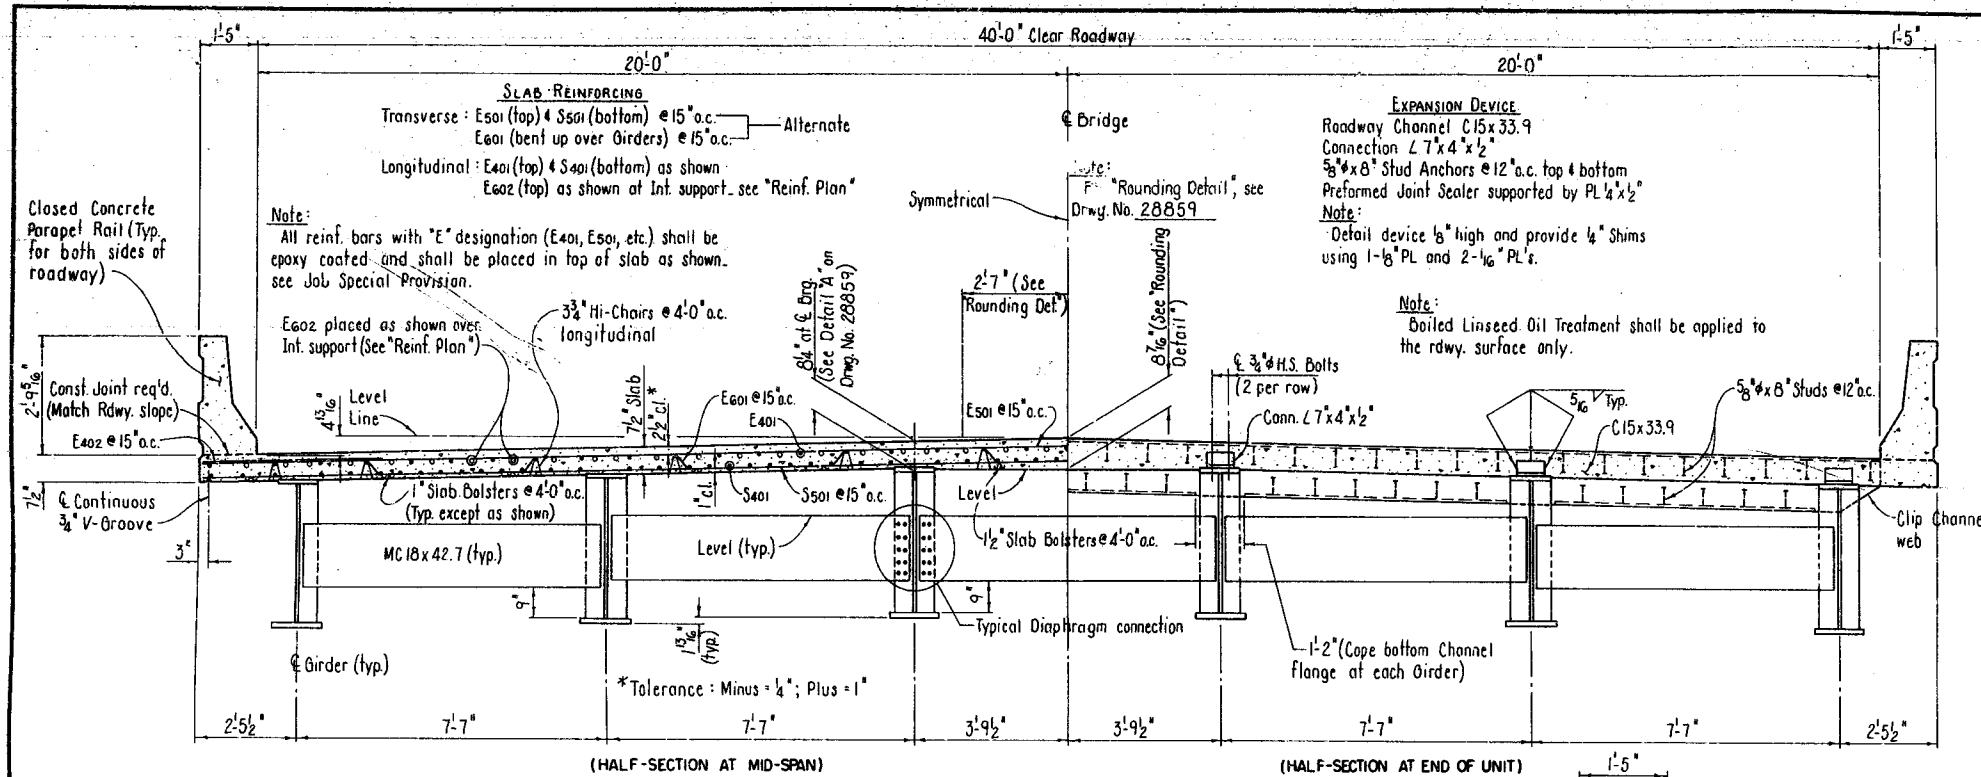 1'-5"
40'-0" Clear Roadway
1'-5"
20'-0"
20'-0"
SLAB REINFORCING
Transverse : E501 (top) & S501 (bottom) @ 15" o.c.
E601 (bent up over Girders) @ 15" o.c.
Alternate
Longitudinal : E401 (top) & S401 (bottom) as shown
E602 (top) as shown at Int. support - see "Reinf. Plan"
℄ Bridge
EXPANSION DEVICE
Roadway Channel C15x33.9
Connection ∠ 7"x4"x½"
⅝"φx8" Stud Anchors @ 12" o.c. top & bottom
Preformed Joint Sealer supported by PL ¼"x½"
Note:
Detail device ⅛" high and provide ¼" Shims
using 1-⅛" PL and 2-1/16" PL's.
Note:
"Rounding Detail", see
Drwg. No. 28859
Symmetrical
Closed Concrete
Parapet Rail (Typ.
for both sides of
roadway)
Note:
All reinf. bars with "E" designation (E401, E501, etc.) shall be
epoxy coated and shall be placed in top of slab as shown.
see Job Special Provision.
E602 placed as shown over
Int. support (See "Reinf. Plan")
3¾" Hi-Chairs @ 4'-0" o.c.
longitudinal
8¼" at ℄ Brg.
(See Detail "A" on
Drwg. No. 28859)
2'-7" (See
"Rounding Det.")
8 7/16" (See "Rounding
Detail")
Note:
Boiled Linseed Oil Treatment shall be applied to
the rdwy. surface only.
2'-9 5/16"
Const. Joint req'd.
(Match Rdwy. slope)
E402 @ 15" o.c.
4 13/16"
Level
Line
7½" Slab
2½" cl. *
E601 @ 15" o.c.
E401
E501 @ 15" o.c.
℄ ¾"φ H.S. Bolts
(2 per row)
Conn. ∠ 7"x4"x½"
5/16
Typ.
⅝"φx8" Studs @ 12" o.c.
C15x33.9
7½"
℄ Continuous
¾" V-Groove
1" Slab Bolsters @ 4'-0" o.c.
(Typ. except as shown)
1" cl.
S401
S501 @ 15" o.c.
Level
Clip Channel
web
3"
MC 18x42.7 (typ.)
Level (typ.)
1½" Slab Bolsters @ 4'-0" o.c.
9"
9"
1 13/16"
(typ.)
Typical Diaphragm connection
1'-2" (Cope bottom Channel
flange at each Girder)
℄ Girder (typ.)
*Tolerance : Minus = ¼" ; Plus = 1"
2'-5½"
7'-7"
7'-7"
3'-9½"
3'-9½"
7'-7"
7'-7"
2'-5½"
(HALF-SECTION AT MID-SPAN)
(HALF-SECTION AT END OF UNIT)
1'-5"